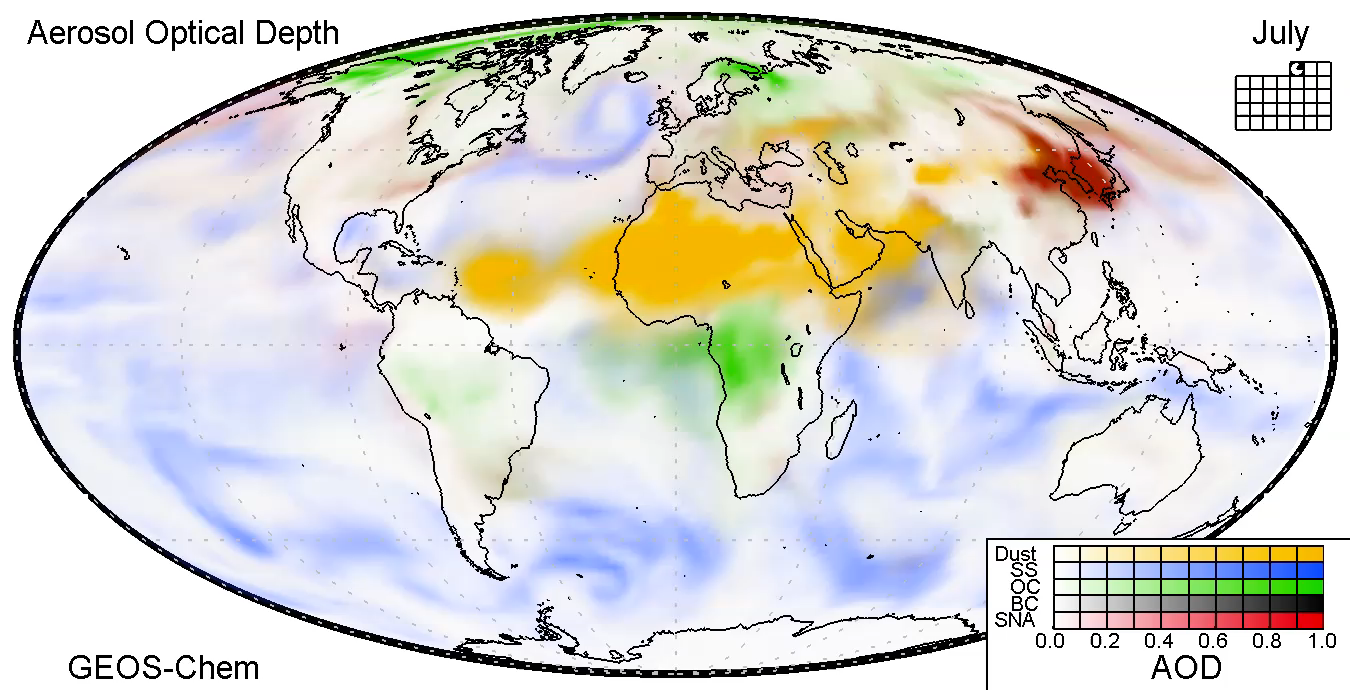 Aerosol Optical Depth
July
Dust
SS
OC
BC
SNA
0.0 0.2 0.4 0.6 0.8 1.0
AOD
GEOS-Chem